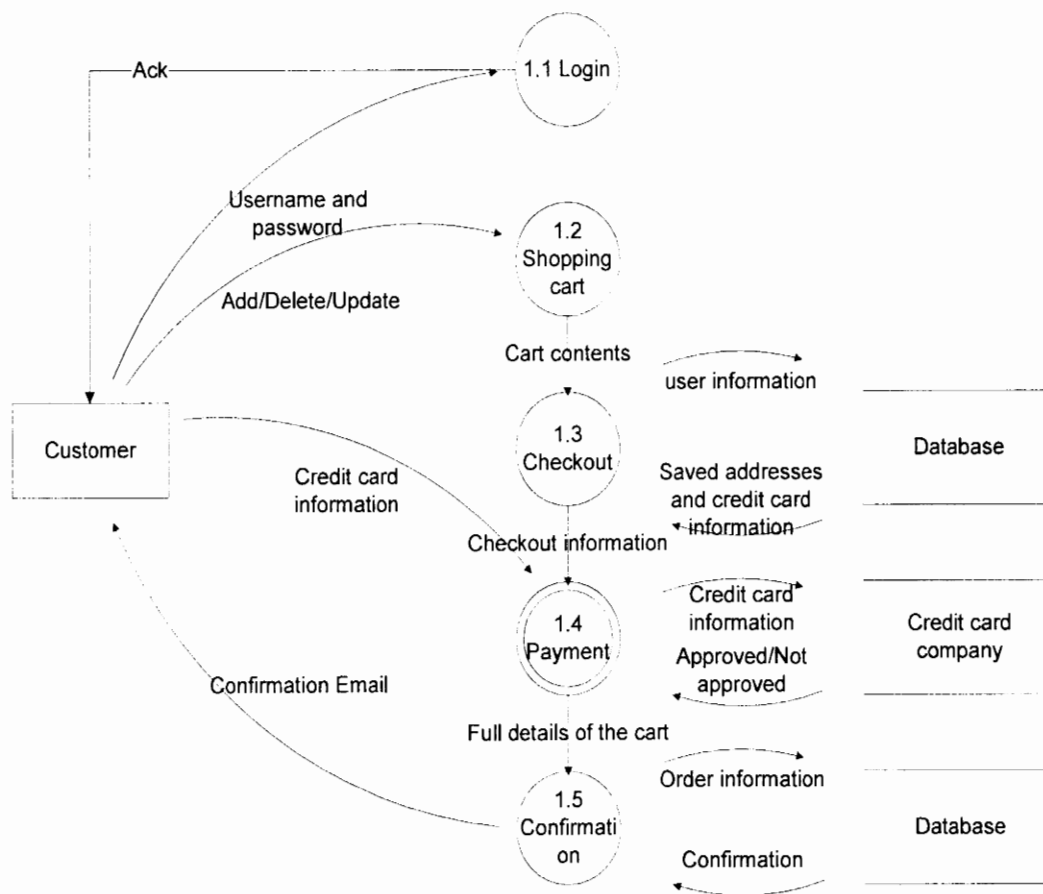 Ack
1.1 Login
Username and
password
1.2
Shopping
cart
Add/Delete/Update
Cart contents
user information
Customer
1.3
Checkout
Database
Credit card
information
Saved addresses
and credit card
information
Checkout information
1.4
Payment
Credit card
information
Credit card
company
Approved/Not
approved
Confirmation Email
Full details of the cart
Order information
1.5
Confirmati
on
Database
Confirmation